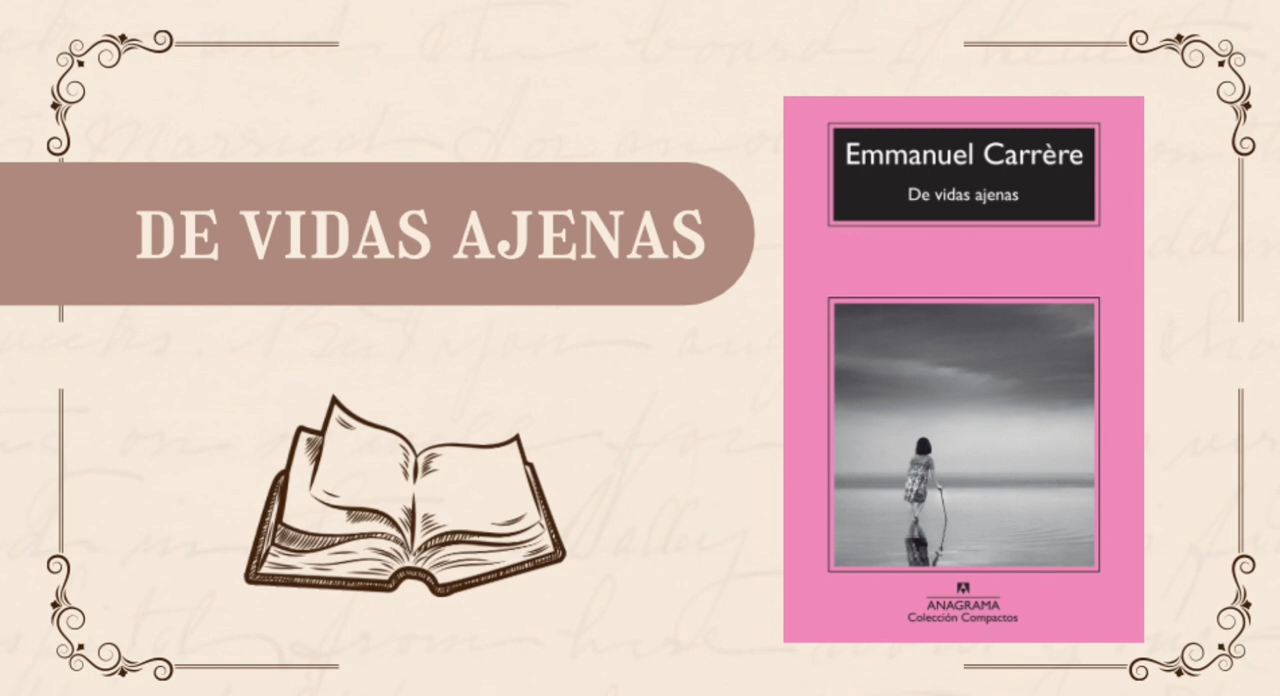 DE VIDAS AJENAS
Emmanuel Carrère
De vidas ajenas
ANAGRAMA
Colección Compactos